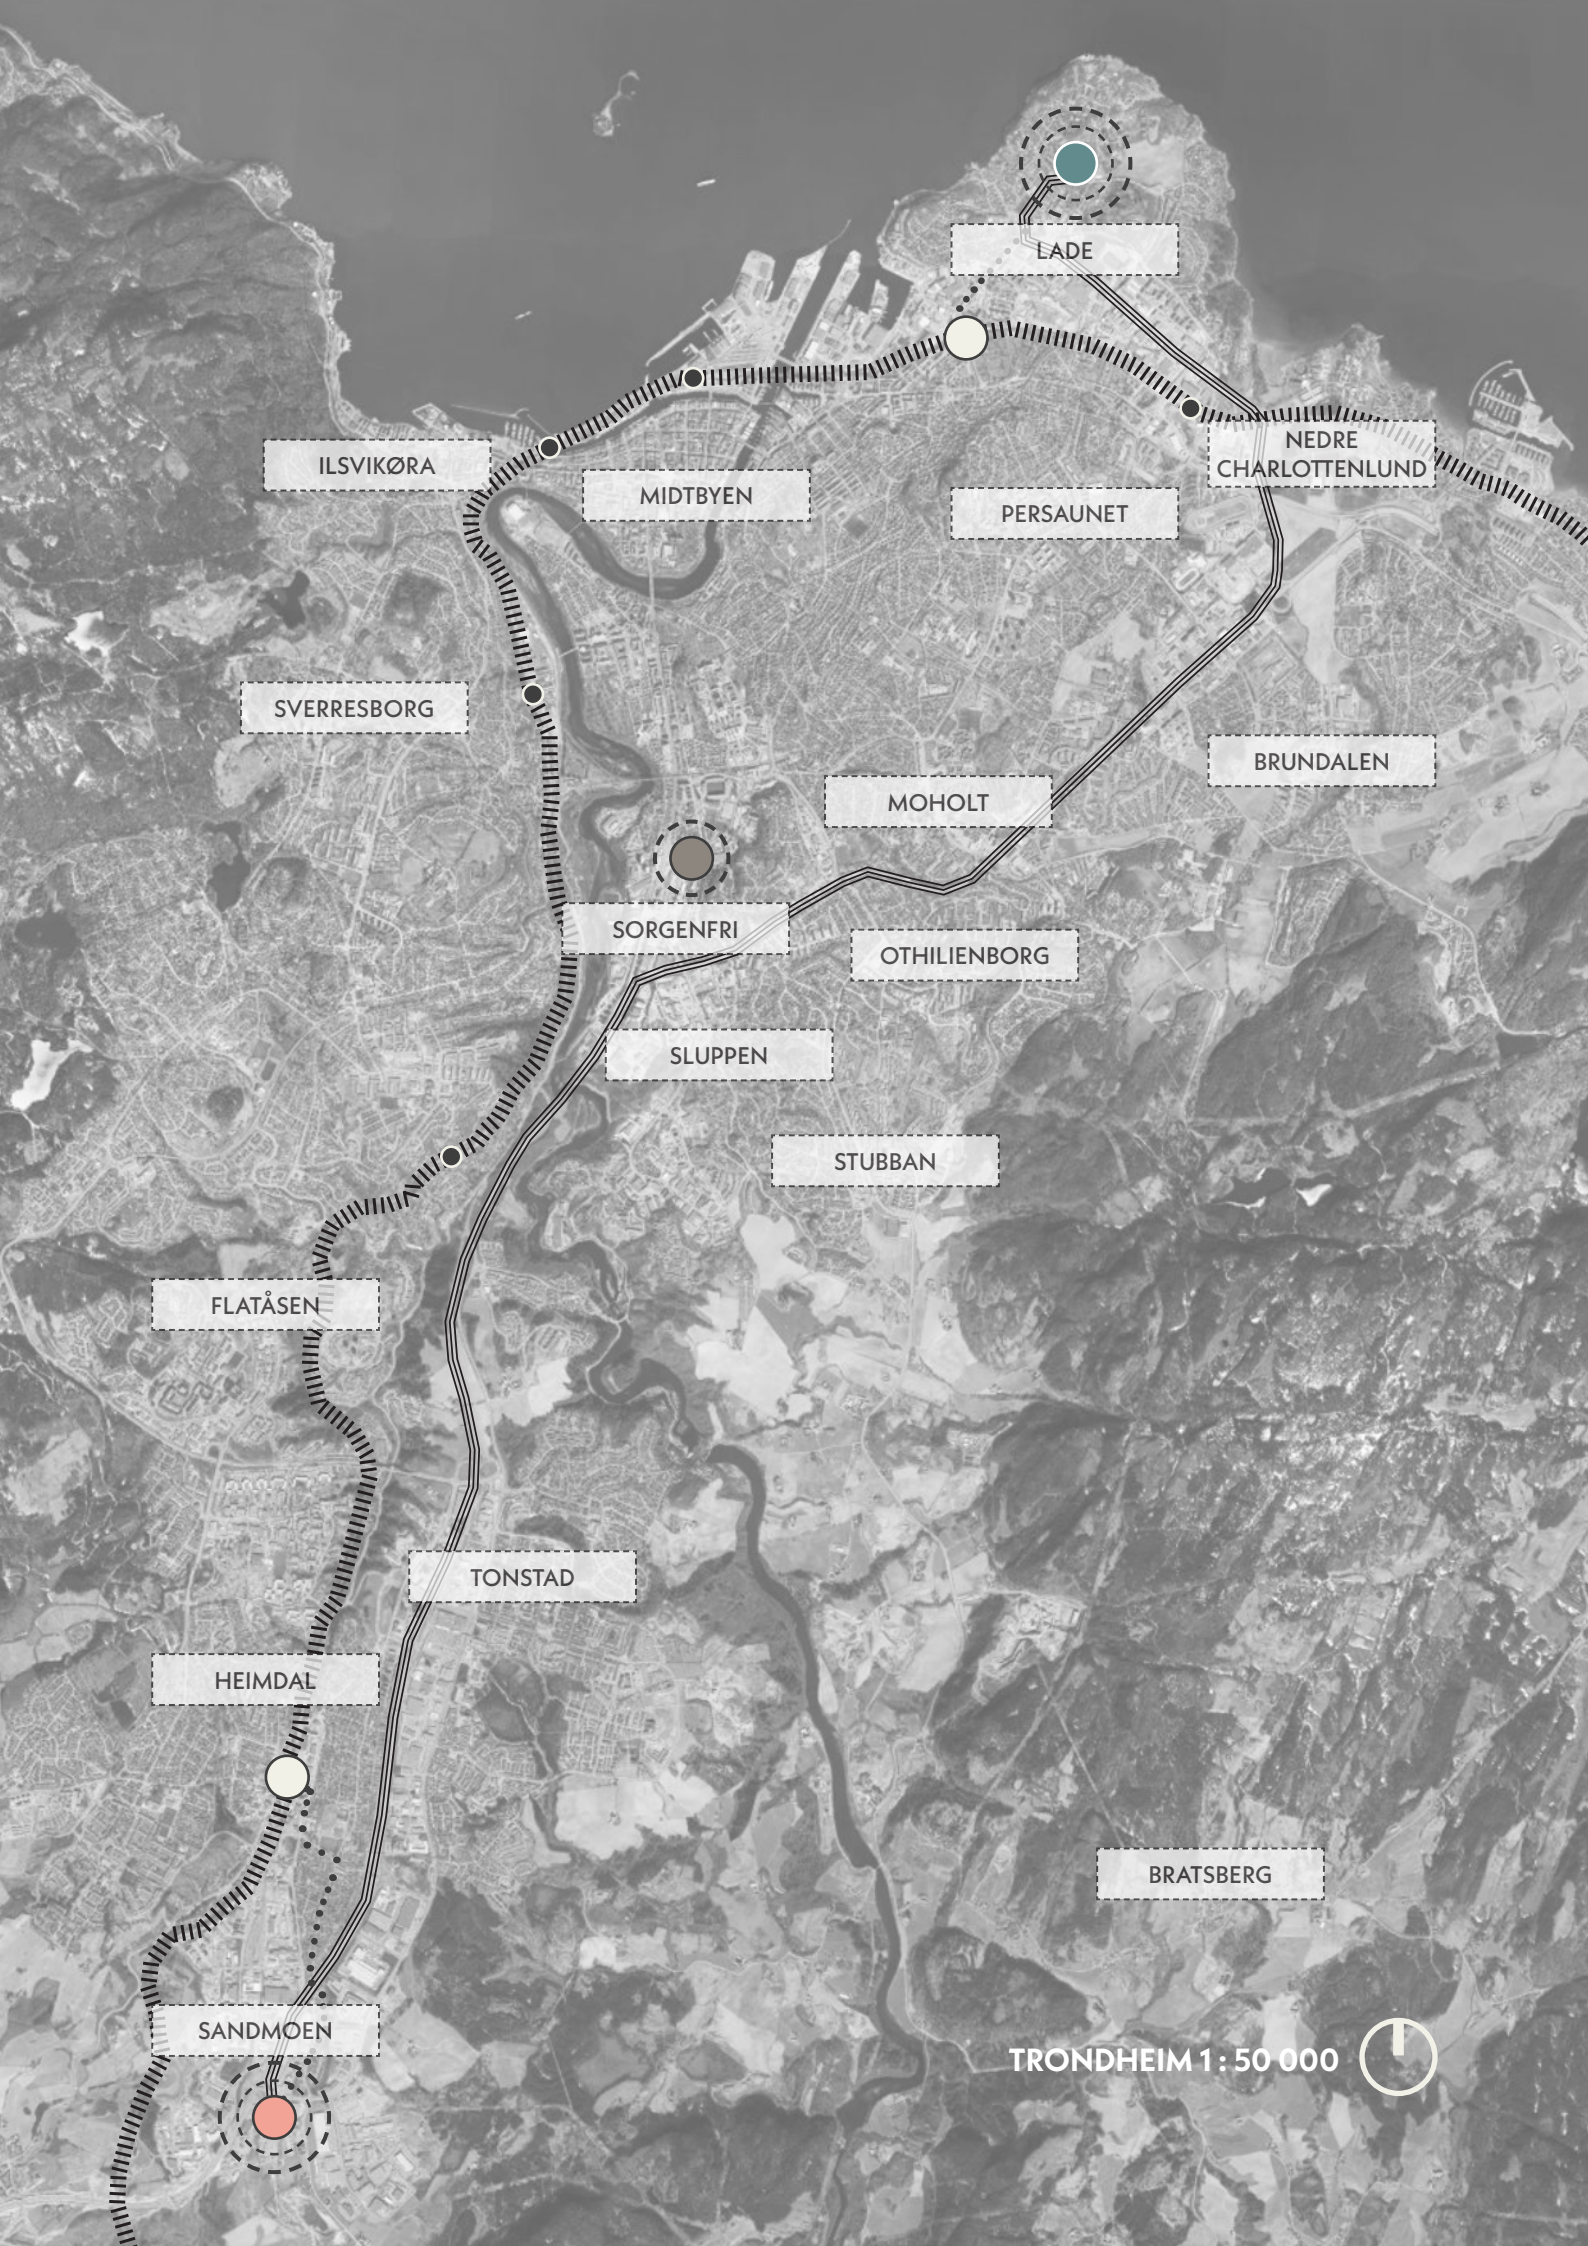 LADE
NEDRE
CHARLOTTENLUND
ILSVIKØRA
MIDTBYEN
PERSAUNET
SVERRESBORG
BRUNDALEN
MOHOLT
SORGENFRI
OTHILIENBORG
SLUPPEN
STUBBAN
FLATÅSEN
TONSTAD
HEIMDAL
BRATSBERG
SANDMOEN
TRONDHEIM 1 : 50 000